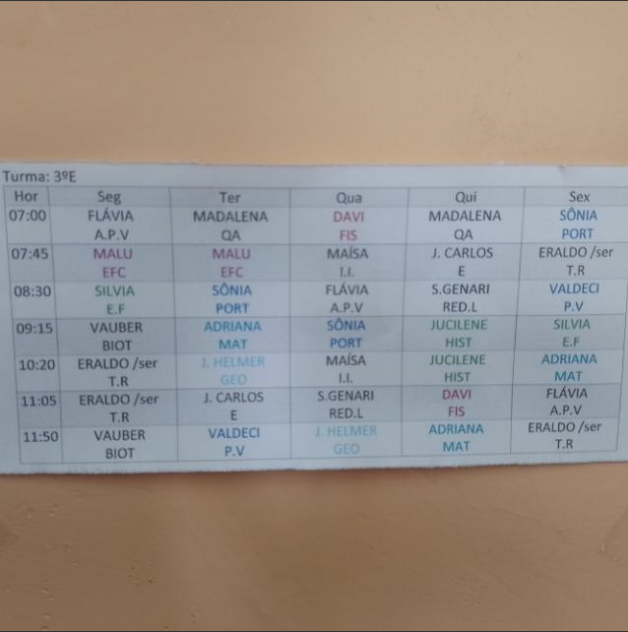 Turma: 3ºE
Hor Seg Ter Qua Qui Sex
07:00 FLÁVIA MADALENA DAVI MADALENA SÔNIA
A.P.V QA FIS QA PORT
07:45 MALU MALU MAÍSA J. CARLOS ERALDO /ser
EFC EFC I.I. E T.R
08:30 SILVIA SÔNIA FLÁVIA S.GENARI VALDECI
E.F PORT A.P.V RED.L P.V
09:15 VAUBER ADRIANA SÔNIA JUCILENE SILVIA
BIOT MAT PORT HIST E.F
10:20 ERALDO /ser J. HELMER MAÍSA JUCILENE ADRIANA
T.R GEO I.I. HIST MAT
11:05 ERALDO /ser J. CARLOS S.GENARI DAVI FLÁVIA
T.R E RED.L FIS A.P.V
11:50 VAUBER VALDECI J. HELMER ADRIANA ERALDO /ser
BIOT P.V GEO MAT T.R